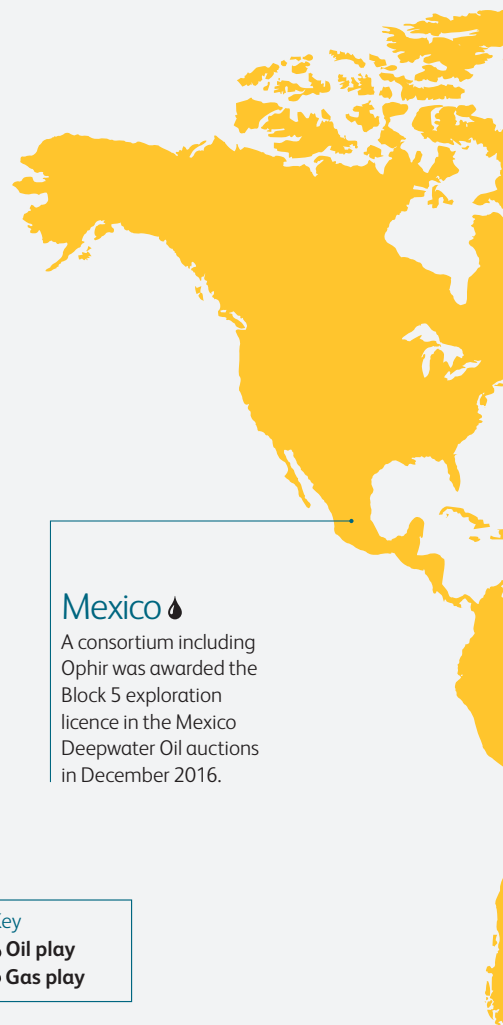 Mexico
A consortium including
Ophir was awarded the
Block 5 exploration
licence in the Mexico
Deepwater Oil auctions
in December 2016.
Key
Oil play
Gas play